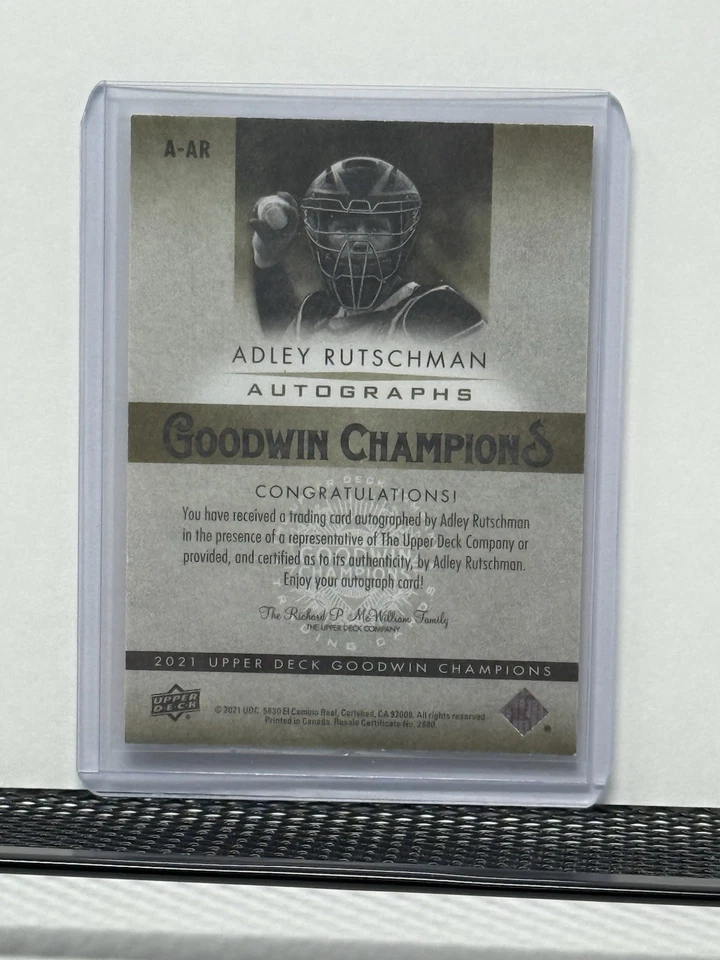 A-AR
ADLEY RUTSCHMAN
AUTOGRAPHS
GOODWIN CHAMPIONS
CONGRATULATIONS!
You have received a trading card autographed by Adley Rutschman
in the presence of a representative of The Upper Deck Company or
provided, and certified as to its authenticity, by Adley Rutschman.
Enjoy your autograph card!
The Richard P. McWilliam Family
THE UPPER DECK COMPANY
2021 UPPER DECK GOODWIN CHAMPIONS
UPPER
DECK
© 2021 UDC. 5830 El Camino Real, Carlsbad, CA 92008. All rights reserved
Printed in Canada. Resale Certificate No. 2880.